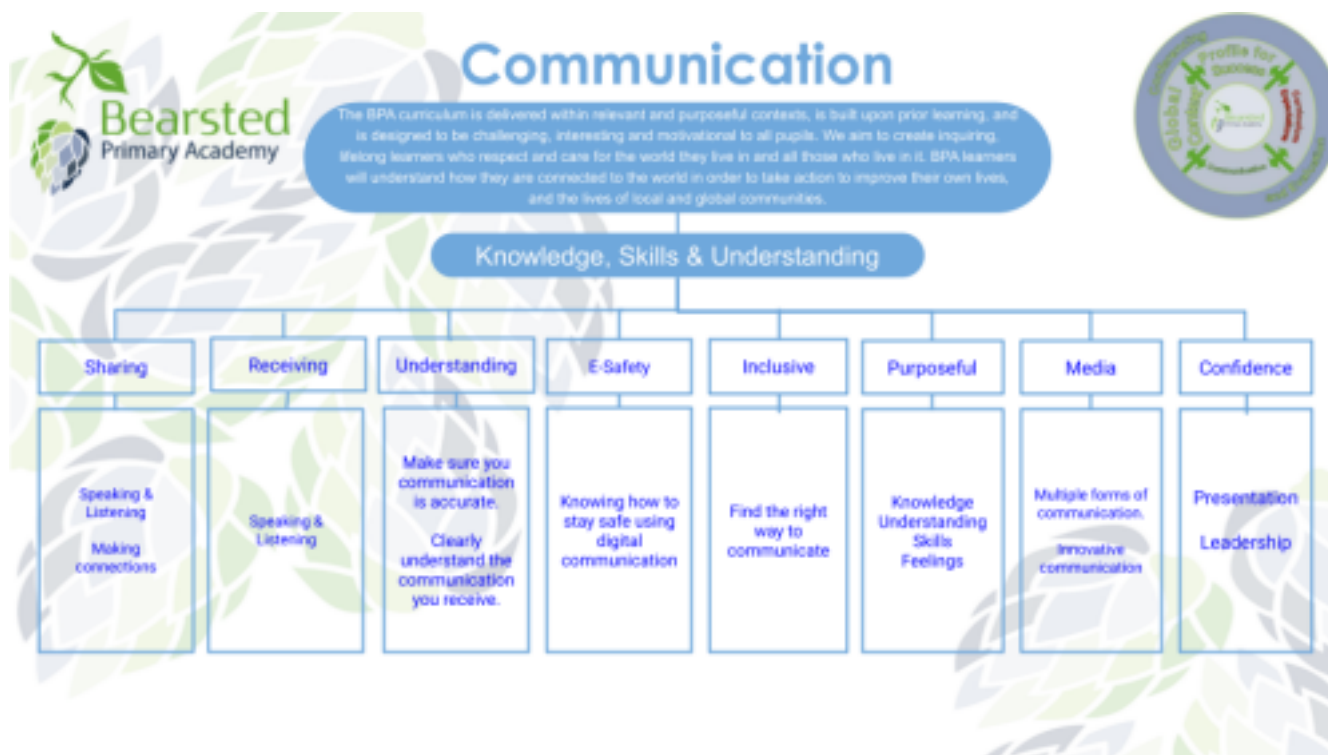 Communication
Bearsted
Primary Academy
The BPA curriculum is delivered within relevant and purposeful contexts, is built upon prior learning, and
is designed to be challenging, interesting and motivational to all pupils. We aim to create inquiring,
lifelong learners who respect and care for the world they live in and all those who live in it. BPA learners
will understand how they are connected to the world in order to take action to improve their own lives,
and the lives of local and global communities.
Profile for
Success
Global
Context
Communication
Knowledge, Skills & Understanding
Sharing
Receiving
Understanding
E-Safety
Inclusive
Purposeful
Media
Confidence
Speaking &
Listening
Making
connections
Speaking &
Listening
Make sure you
communication
is accurate.
Clearly
understand the
communication
you receive.
Knowing how to
stay safe using
digital
communication
Find the right
way to
communicate
Knowledge
Understanding
Skills
Feelings
Multiple forms of
communication.
Innovative
communication
Presentation
Leadership